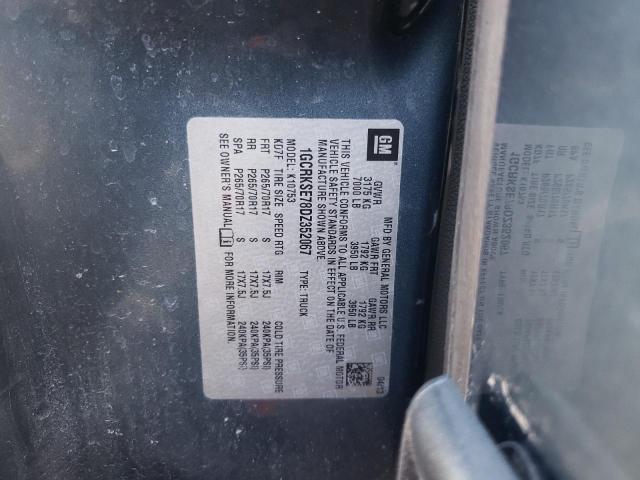 GM
MFD BY GENERAL MOTORS LLC
04/13
GVWR GAWR FRT GAWR RR
3175 KG 1792 KG 1792 KG
7000 LB 3950 LB 3950 LB
THIS VEHICLE CONFORMS TO ALL APPLICABLE U.S. FEDERAL MOTOR
VEHICLE SAFETY STANDARDS IN EFFECT ON THE DATE OF
MANUFACTURE SHOWN ABOVE.
1GCRKSE78DZ352067 TYPE: TRUCK
MODEL: K10753
KD7F TIRE SIZE SPEED RTG RIM COLD TIRE PRESSURE
FRT P265/70R17 S 17X7.5J 240KPA(35PSI)
RR P265/70R17 S 17X7.5J 240KPA(35PSI)
SPA P265/70R17 S 17X7.5J 240KPA(35PSI)
SEE OWNER'S MANUAL FOR MORE INFORMATION.